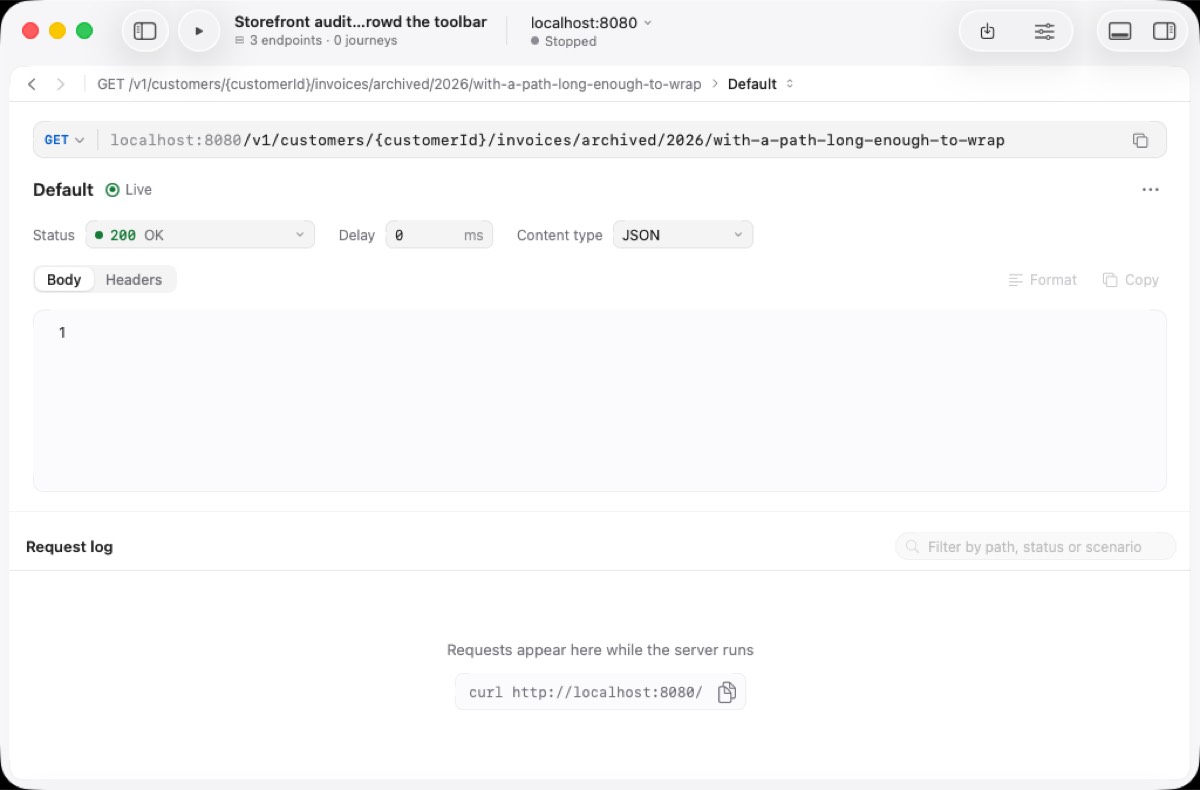 Storefront audit...rowd the toolbar
3 endpoints · 0 journeys
localhost:8080
Stopped
GET /v1/customers/{customerId}/invoices/archived/2026/with-a-path-long-enough-to-wrap
Default
GET localhost:8080/v1/customers/{customerId}/invoices/archived/2026/with-a-path-long-enough-to-wrap
Default Live
Status 200 OK Delay 0 ms Content type JSON
Body Headers Format Copy
1
Request log Filter by path, status or scenario
Requests appear here while the server runs
curl http://localhost:8080/